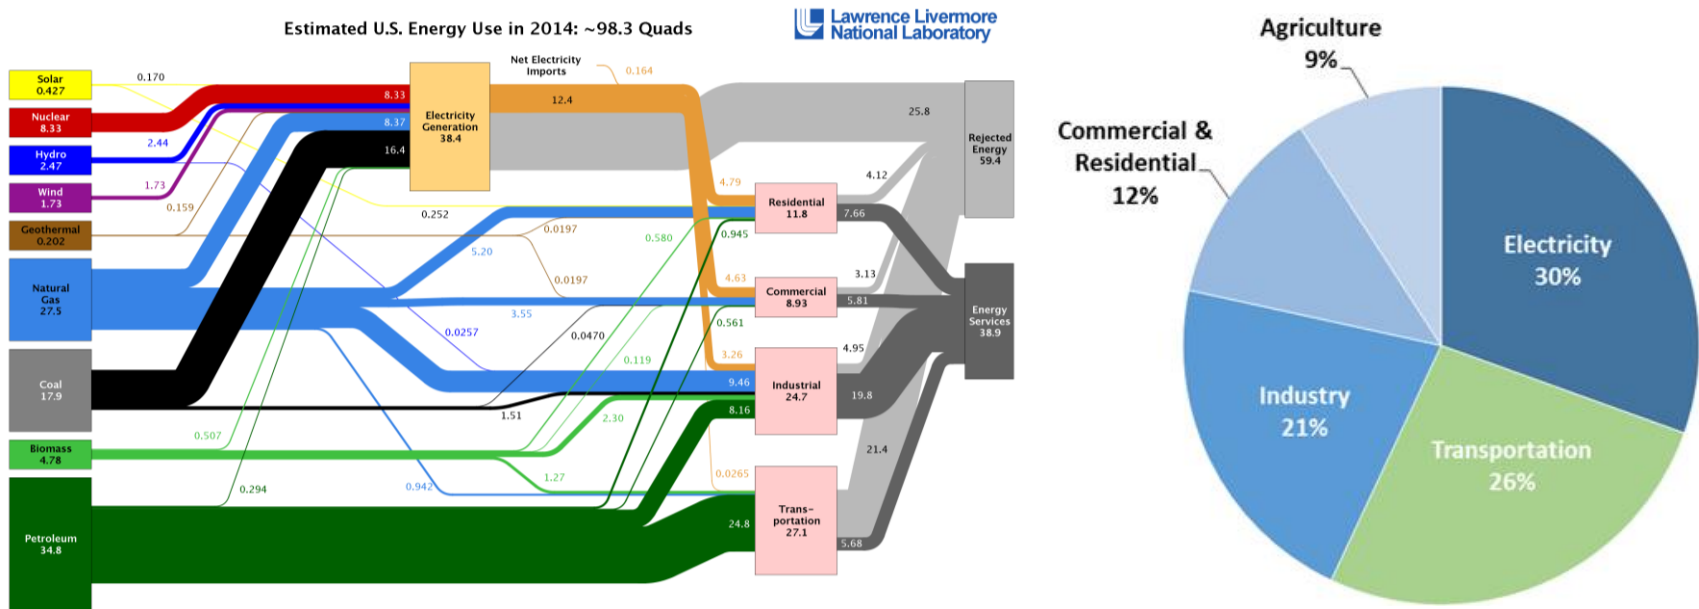 Estimated U.S. Energy Use in 2014: ~98.3 Quads
Lawrence Livermore
National Laboratory
Solar
0.427
Nuclear
8.33
Hydro
2.47
Wind
1.73
Geothermal
0.202
Natural
Gas
27.5
Coal
17.9
Biomass
4.78
Petroleum
34.8
0.170
2.44
1.73
0.159
8.33
8.37
16.4
Electricity
Generation
38.4
Net Electricity
Imports
0.164
12.4
25.8
Rejected
Energy
59.4
0.252
5.20
0.0197
0.0197
3.55
0.0257
0.0470
0.580
0.945
0.119
0.561
1.51
2.30
0.507
0.294
0.942
1.27
4.79
4.63
3.26
9.46
8.16
0.0265
24.8
Residential
11.8
Commercial
8.93
Industrial
24.7
Trans-
portation
27.1
4.12
7.66
3.13
5.81
4.95
19.8
21.4
5.68
Energy
Services
38.9
Agriculture
9%
Commercial &
Residential
12%
Electricity
30%
Industry
21%
Transportation
26%